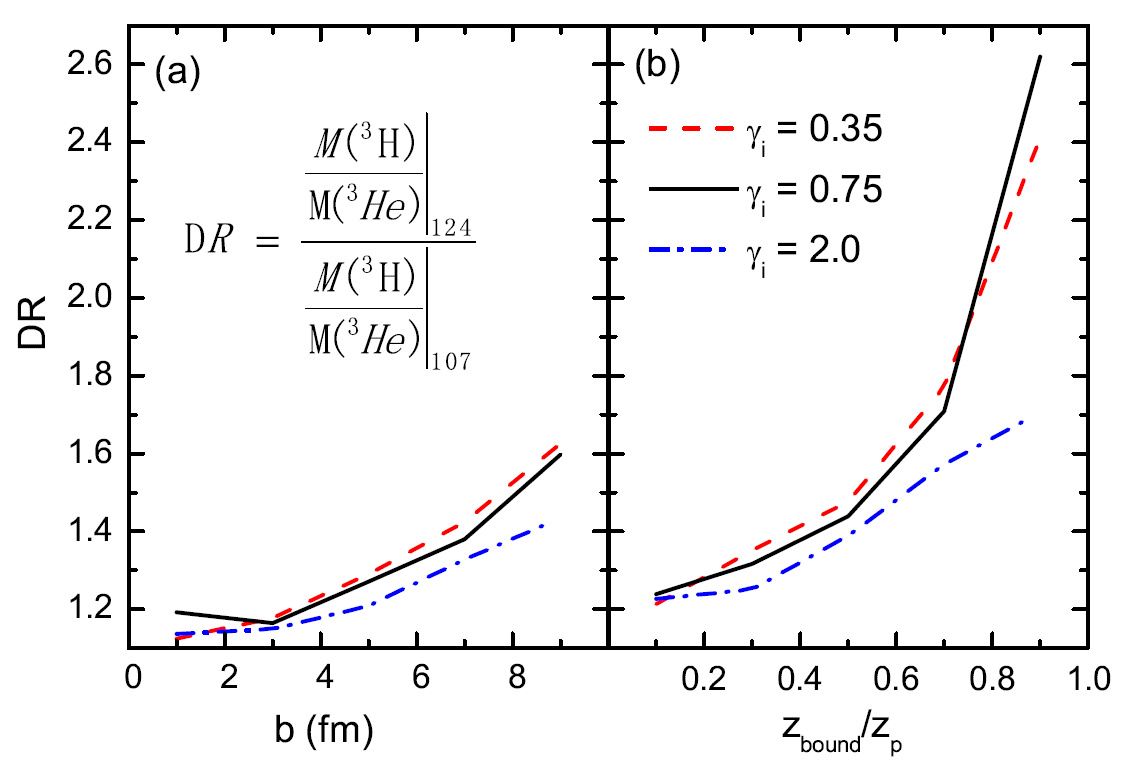 (a)
(b)
DR = M(³H) / M(³He) |₁₂₄ / M(³H) / M(³He) |₁₀₇
γᵢ = 0.35
γᵢ = 0.75
γᵢ = 2.0
DR
2.6
2.4
2.2
2.0
1.8
1.6
1.4
1.2
0 2 4 6 8
0.2 0.4 0.6 0.8 1.0
b (fm)
z_bound/z_p